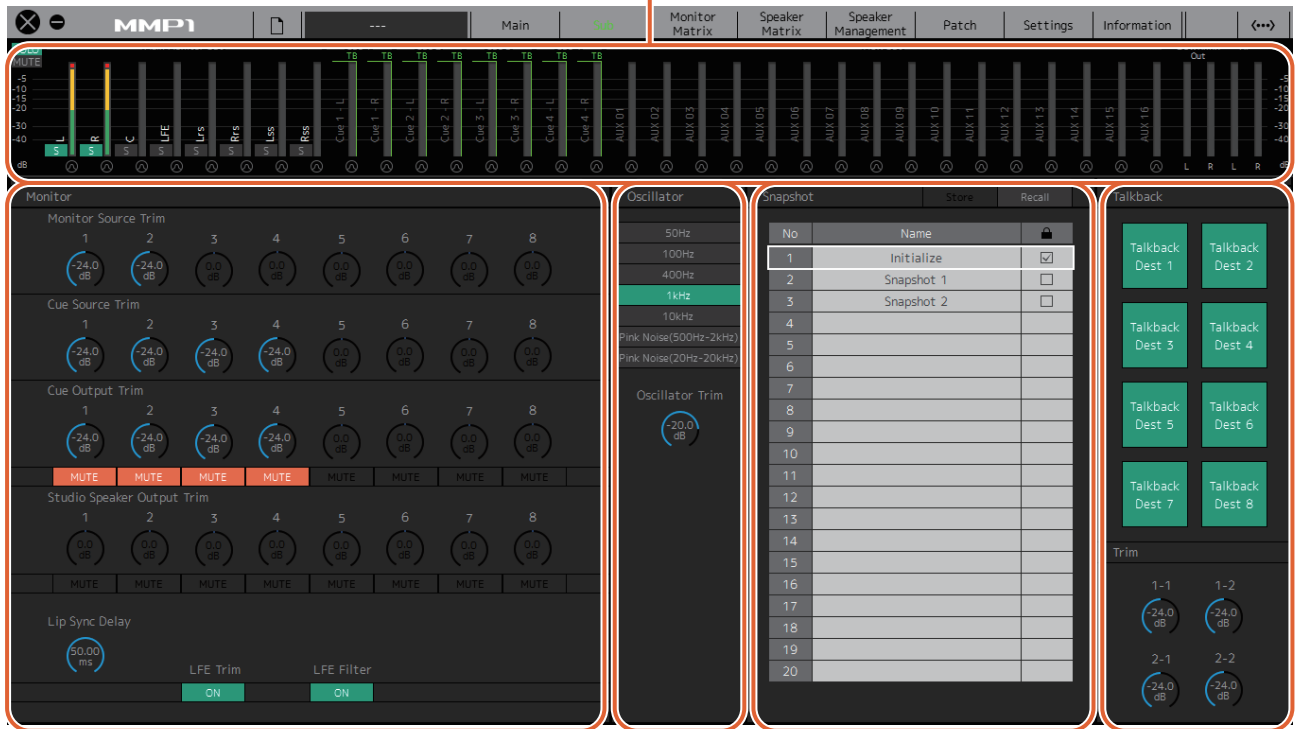 MMP1 --- Main Sub Monitor Matrix Speaker Matrix Speaker Management Patch Settings Information
SOLO
MUTE
TB TB TB TB TB TB TB TB Out
-5 -5
-10 -10
-15 -15
-20 -20
-30 -30
-40 -40
L R C LFE Lrs Rrs Lss Rss Cue 1 - L Cue 1 - R Cue 2 - L Cue 2 - R Cue 3 - L Cue 3 - R Cue 4 - L Cue 4 - R AUX 01 AUX 02 AUX 03 AUX 04 AUX 05 AUX 06 AUX 07 AUX 08 AUX 09 AUX 10 AUX 11 AUX 12 AUX 13 AUX 14 AUX 15 AUX 16
S S S S S S S S
dB L R L R dB
Monitor
Monitor Source Trim
1 2 3 4 5 6 7 8
-24.0 -24.0 0.0 0.0 0.0 0.0 0.0 0.0
dB dB dB dB dB dB dB dB
Cue Source Trim
1 2 3 4 5 6 7 8
-24.0 -24.0 -24.0 -24.0 0.0 0.0 0.0 0.0
dB dB dB dB dB dB dB dB
Cue Output Trim
1 2 3 4 5 6 7 8
-24.0 -24.0 -24.0 -24.0 0.0 0.0 0.0 0.0
dB dB dB dB dB dB dB dB
MUTE MUTE MUTE MUTE MUTE MUTE MUTE MUTE
Studio Speaker Output Trim
1 2 3 4 5 6 7 8
0.0 0.0 0.0 0.0 0.0 0.0 0.0 0.0
dB dB dB dB dB dB dB dB
MUTE MUTE MUTE MUTE MUTE MUTE MUTE MUTE
Lip Sync Delay
50.00
ms
LFE Trim LFE Filter
ON ON
Oscillator
50Hz
100Hz
400Hz
1kHz
10kHz
Pink Noise(500Hz-2kHz)
Pink Noise(20Hz-20kHz)
Oscillator Trim
-20.0
dB
Snapshot Store Recall
No Name
1 Initialize
2 Snapshot 1
3 Snapshot 2
4
5
6
7
8
9
10
11
12
13
14
15
16
17
18
19
20
Talkback
Talkback Dest 1 Talkback Dest 2
Talkback Dest 3 Talkback Dest 4
Talkback Dest 5 Talkback Dest 6
Talkback Dest 7 Talkback Dest 8
Trim
1-1 1-2
-24.0 -24.0
dB dB
2-1 2-2
-24.0 -24.0
dB dB